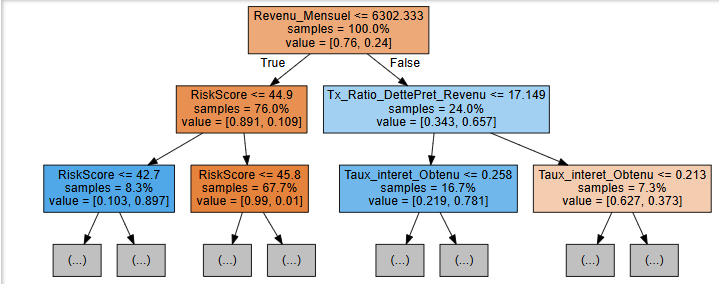 Revenu_Mensuel <= 6302.333
samples = 100.0%
value = [0.76, 0.24]
True
False
RiskScore <= 44.9
samples = 76.0%
value = [0.891, 0.109]
Tx_Ratio_DettePret_Revenu <= 17.149
samples = 24.0%
value = [0.343, 0.657]
RiskScore <= 42.7
samples = 8.3%
value = [0.103, 0.897]
RiskScore <= 45.8
samples = 67.7%
value = [0.99, 0.01]
Taux_interet_Obtenu <= 0.258
samples = 16.7%
value = [0.219, 0.781]
Taux_interet_Obtenu <= 0.213
samples = 7.3%
value = [0.627, 0.373]
(...)
(...)
(...)
(...)
(...)
(...)
(...)
(...)